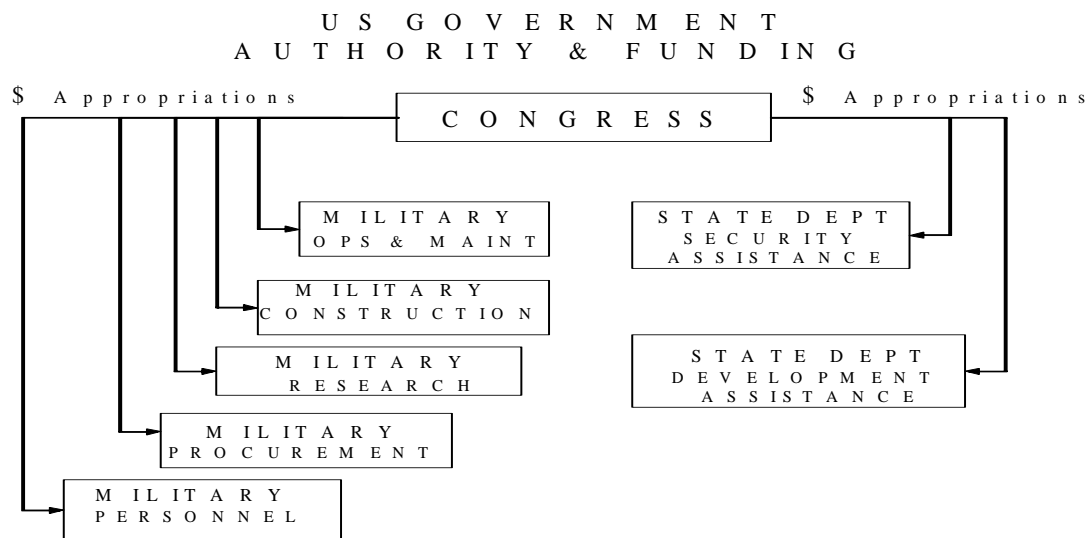 US GOVERNMENT
AUTHORITY & FUNDING
$ Appropriations
CONGRESS
$ Appropriations
MILITARY
OPS & MAINT
STATE DEPT
SECURITY
ASSISTANCE
MILITARY
CONSTRUCTION
MILITARY
RESEARCH
STATE DEPT
DEVELOPMENT
ASSISTANCE
MILITARY
PROCUREMENT
MILITARY
PERSONNEL